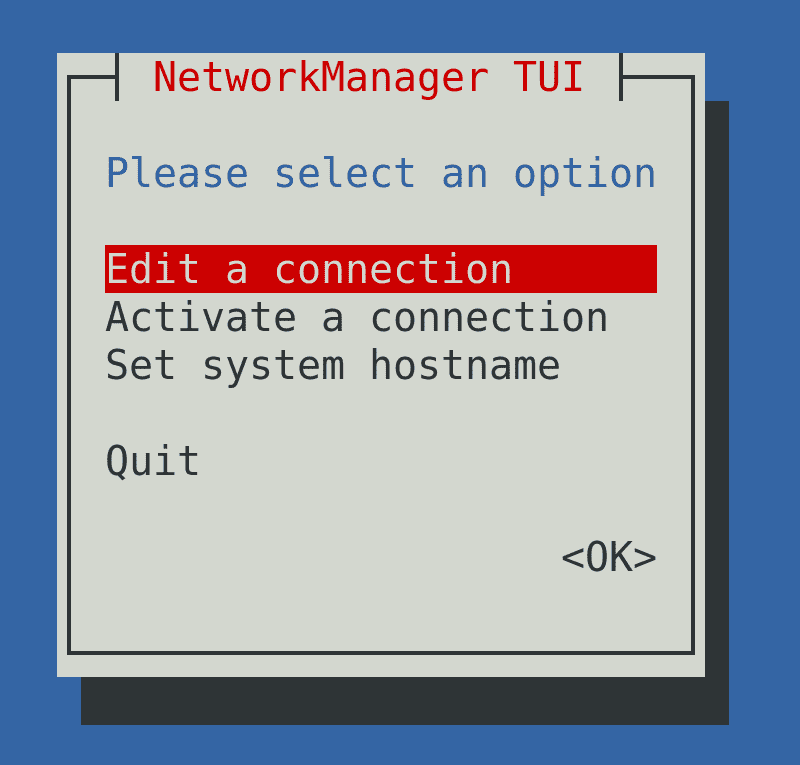 NetworkManager TUI
Please select an option
Edit a connection
Activate a connection
Set system hostname
Quit
<OK>